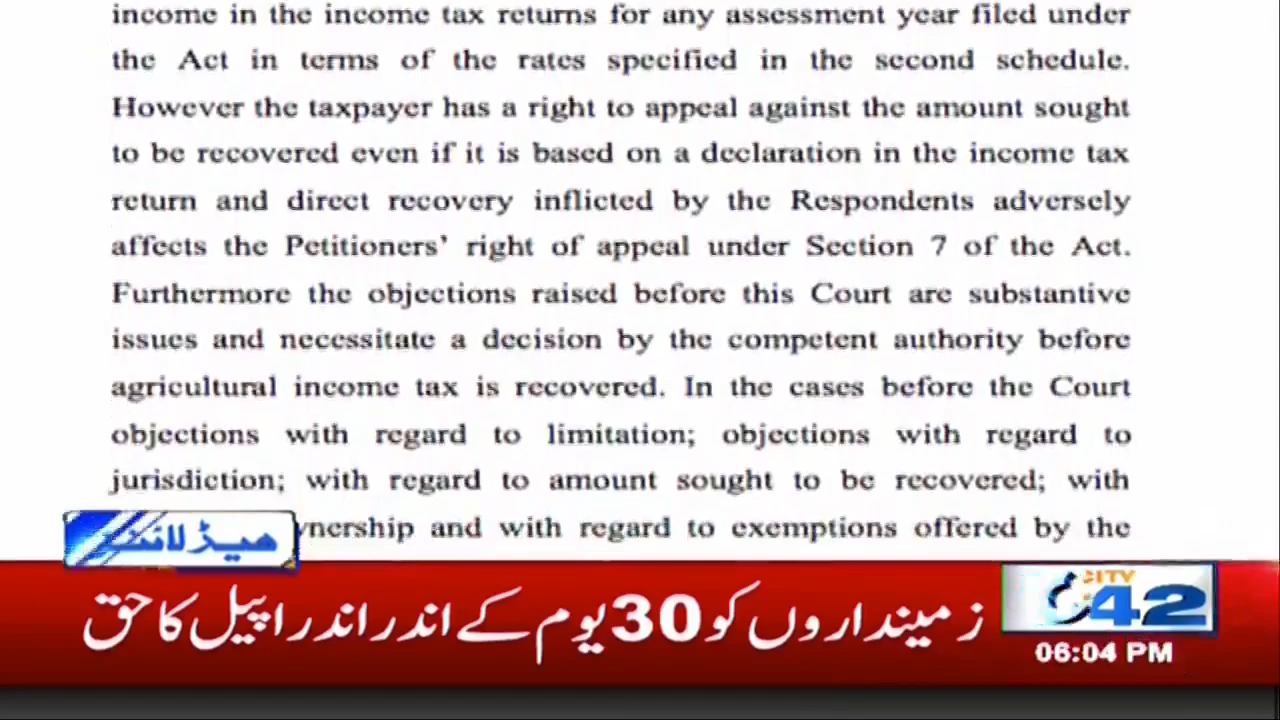 income in the income tax returns for any assessment year filed under
the Act in terms of the rates specified in the second schedule.
However the taxpayer has a right to appeal against the amount sought
to be recovered even if it is based on a declaration in the income tax
return and direct recovery inflicted by the Respondents adversely
affects the Petitioners' right of appeal under Section 7 of the Act.
Furthermore the objections raised before this Court are substantive
issues and necessitate a decision by the competent authority before
agricultural income tax is recovered. In the cases before the Court
objections with regard to limitation; objections with regard to
jurisdiction; with regard to amount sought to be recovered; with
and with regard to exemptions offered by the
ہیڈ لائنز
زمینداروں کو 30 یوم کے اندر اندر اپیل کا حق
CITY
42
06:04 PM